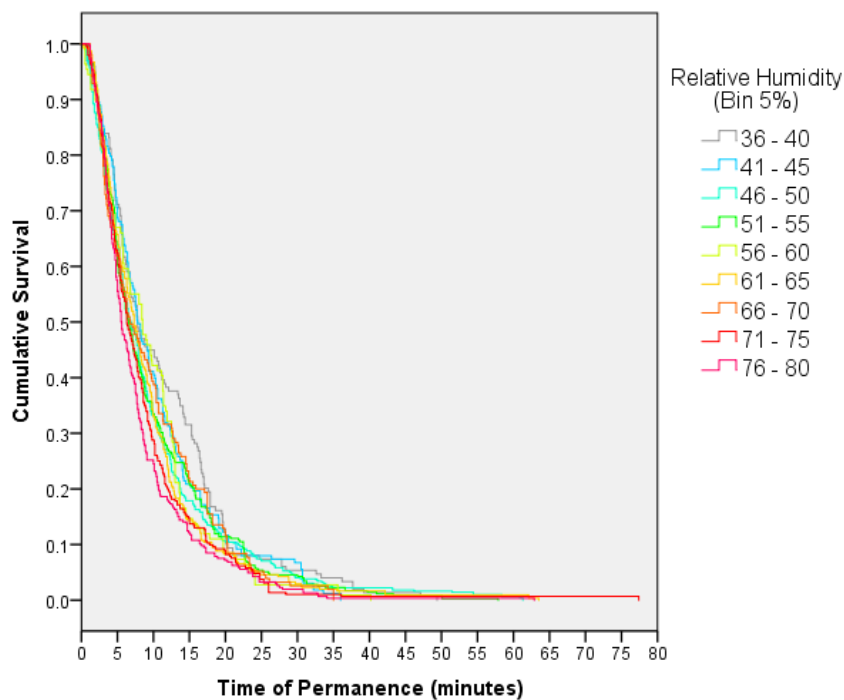 1.0
0.9
0.8
0.7
0.6
0.5
0.4
0.3
0.2
0.1
0.0
Cumulative Survival
0 5 10 15 20 25 30 35 40 45 50 55 60 65 70 75 80
Time of Permanence (minutes)
Relative Humidity
(Bin 5%)
36 - 40
41 - 45
46 - 50
51 - 55
56 - 60
61 - 65
66 - 70
71 - 75
76 - 80